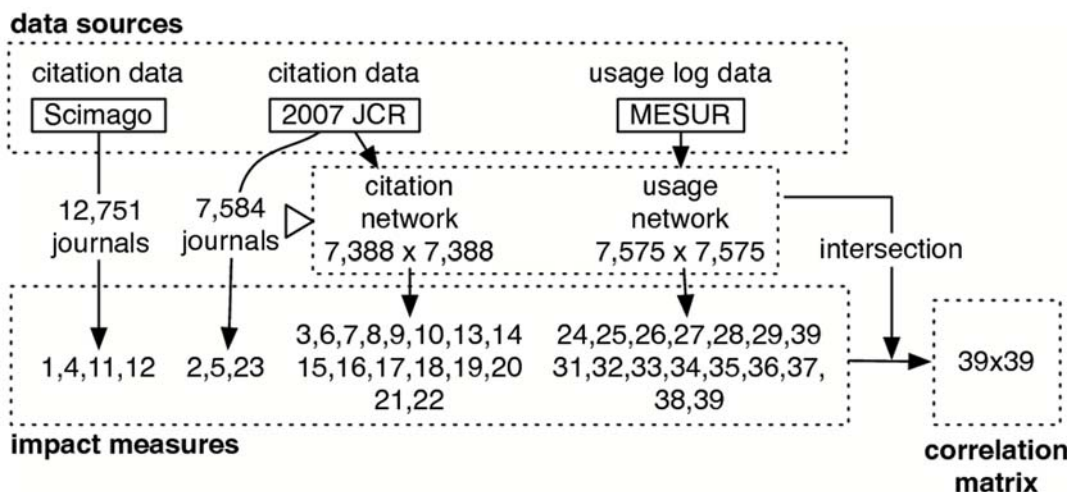 data sources
citation data
Scimago
citation data
2007 JCR
usage log data
MESUR
12,751
journals
7,584
journals
citation
network
7,388 x 7,388
usage
network
7,575 x 7,575
intersection
1,4,11,12
2,5,23
3,6,7,8,9,10,13,14
15,16,17,18,19,20
21,22
24,25,26,27,28,29,39
31,32,33,34,35,36,37,
38,39
39x39
impact measures
correlation
matrix